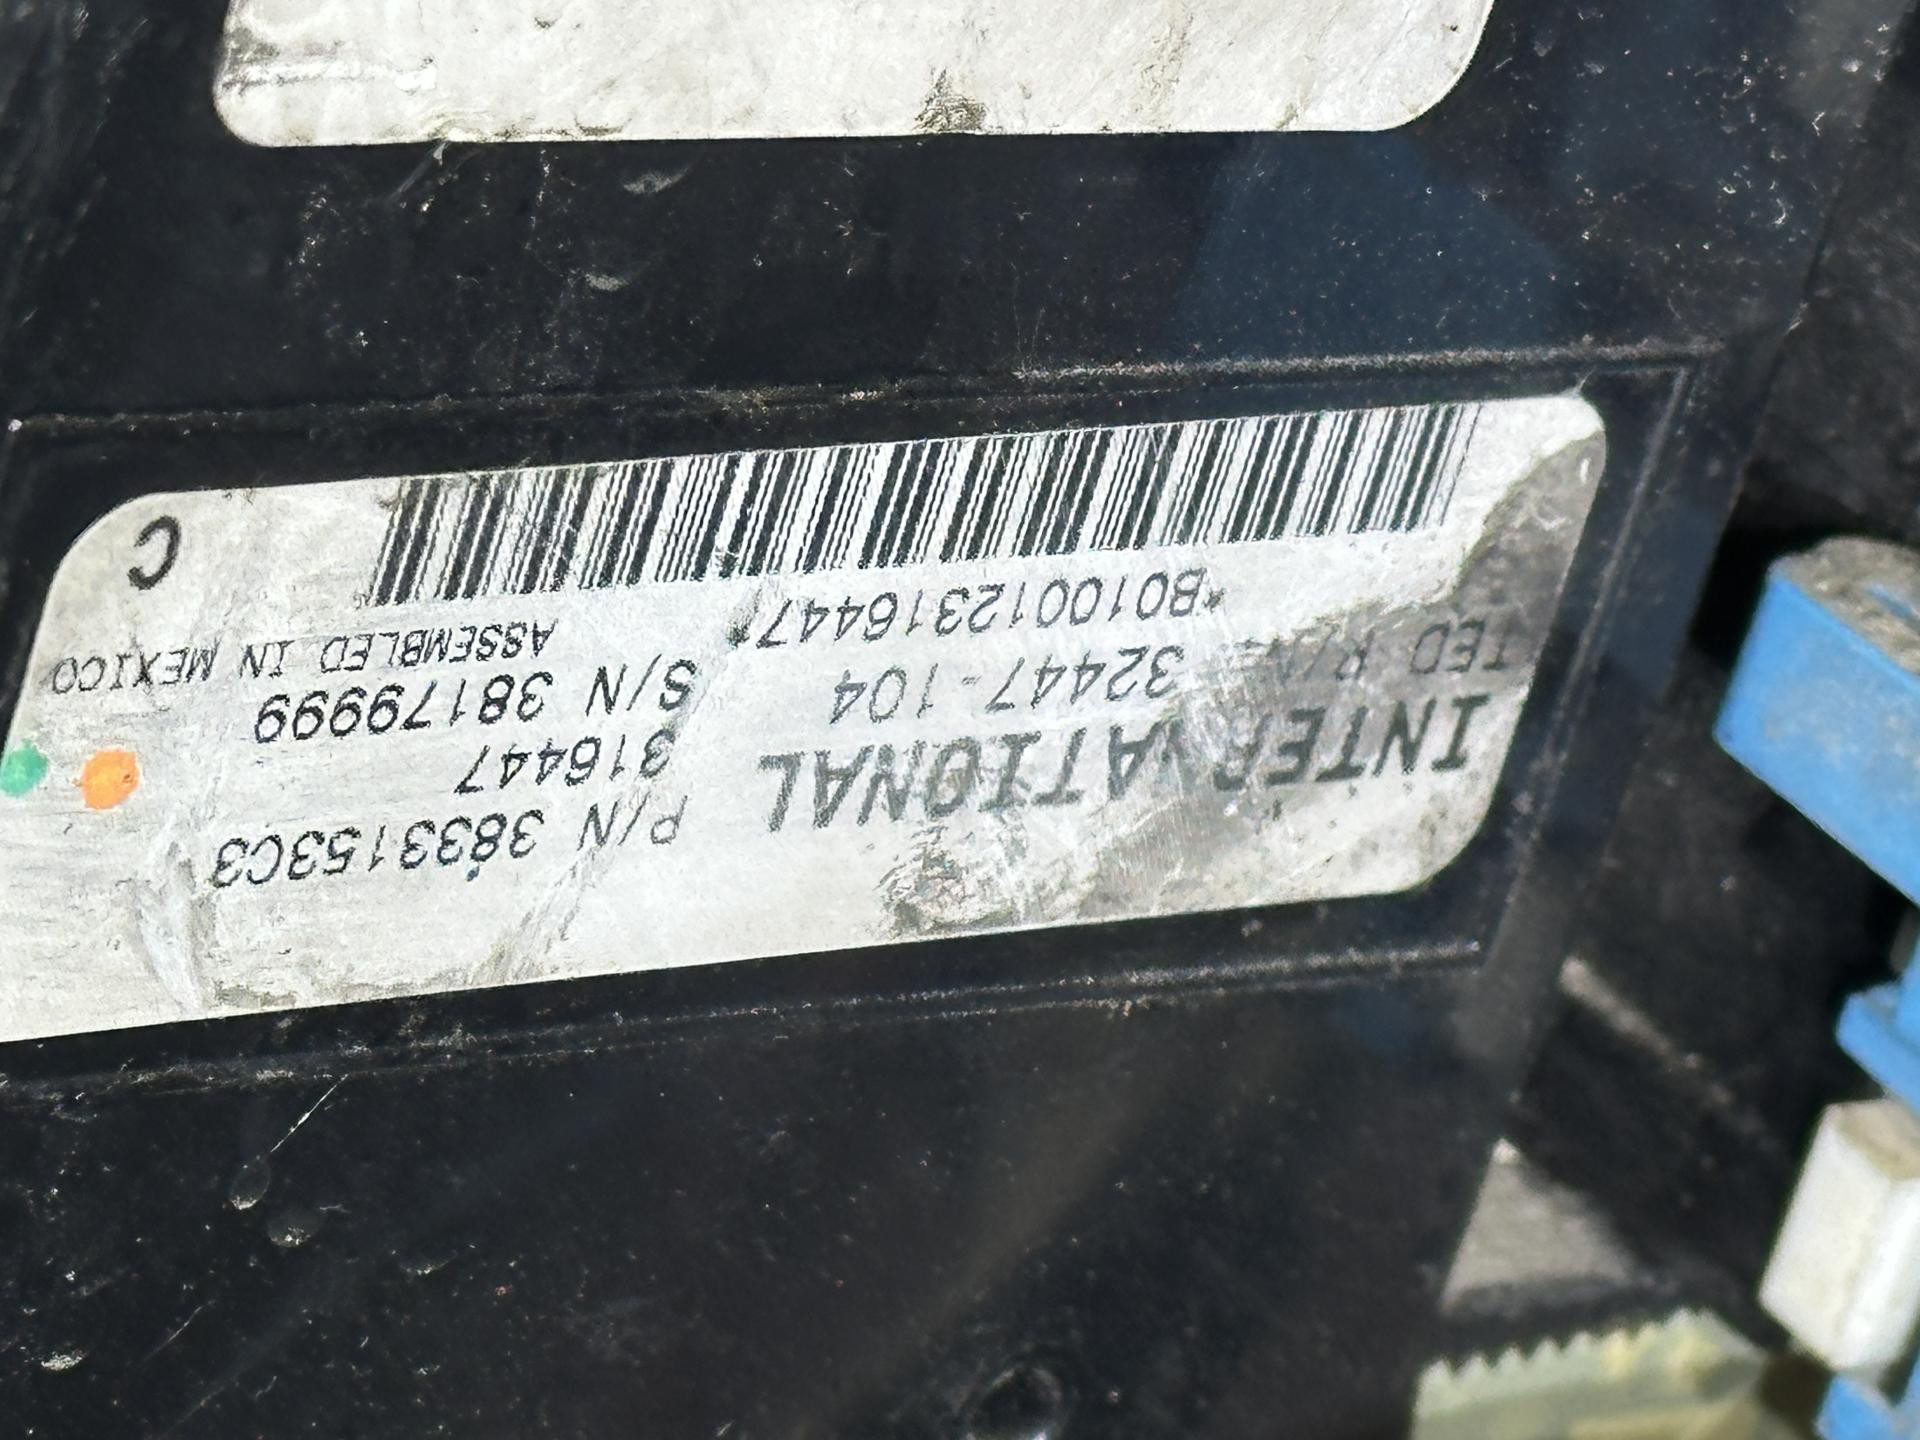 INTERNATIONAL
TED P/N 32447-104
*B010012316447
P/N 3833153C3
316447
S/N 38179999
ASSEMBLED IN MEXICO
C